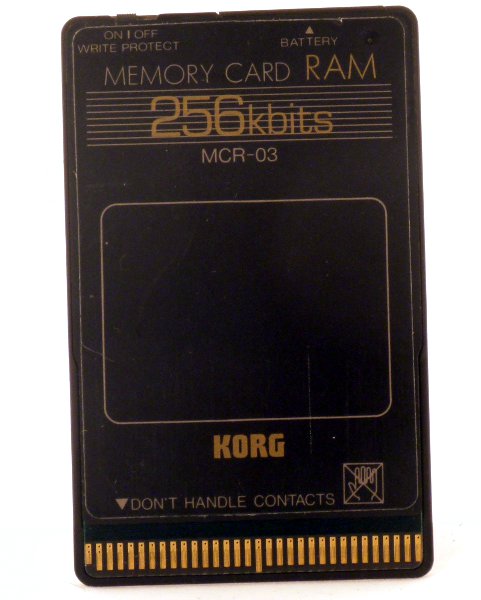 ON | OFF
WRITE PROTECT
▲
BATTERY
MEMORY CARD RAM
256kbits
MCR-03
KORG
▼DON'T HANDLE CONTACTS